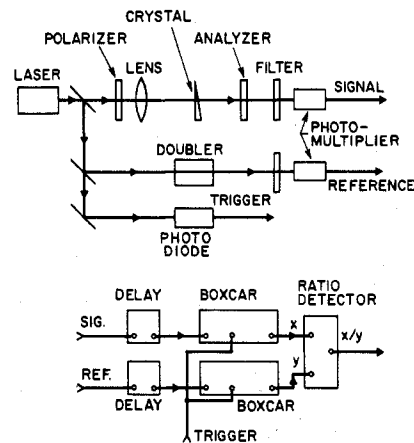 CRYSTAL
POLARIZER
ANALYZER
LENS
FILTER
LASER
SIGNAL
PHOTO-
MULTIPLIER
DOUBLER
TRIGGER
REFERENCE
PHOTO
DIODE
RATIO
DETECTOR
DELAY
BOXCAR
SIG.
x
x/y
REF.
y
DELAY
BOXCAR
TRIGGER